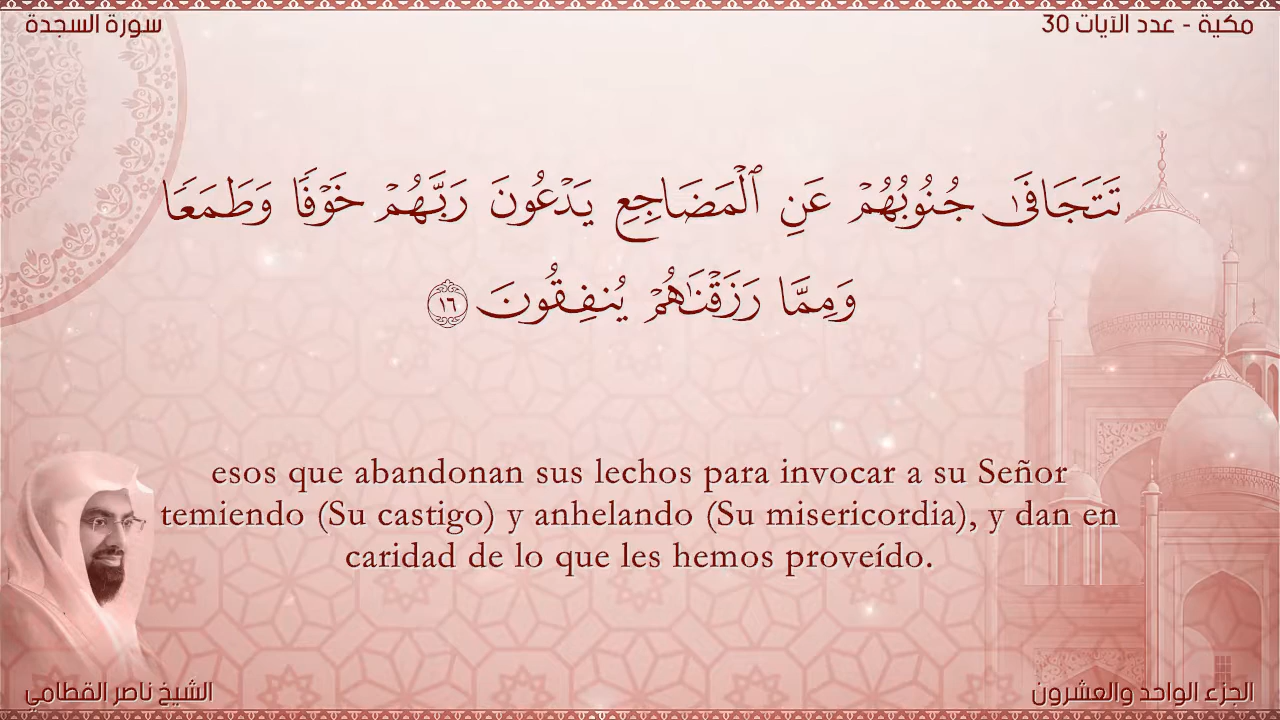 سورة السجدة
مكية - عدد الآيات 30
تَتَجَافَىٰ جُنُوبُهُمْ عَنِ ٱلْمَضَاجِعِ يَدْعُونَ رَبَّهُمْ خَوْفًا وَطَمَعًا
وَمِمَّا رَزَقْنَاهُمْ يُنفِقُونَ ١٦
esos que abandonan sus lechos para invocar a su Señor
temiendo (Su castigo) y anhelando (Su misericordia), y dan en
caridad de lo que les hemos proveído.
الشيخ ناصر القطامي
الجزء الواحد والعشرون